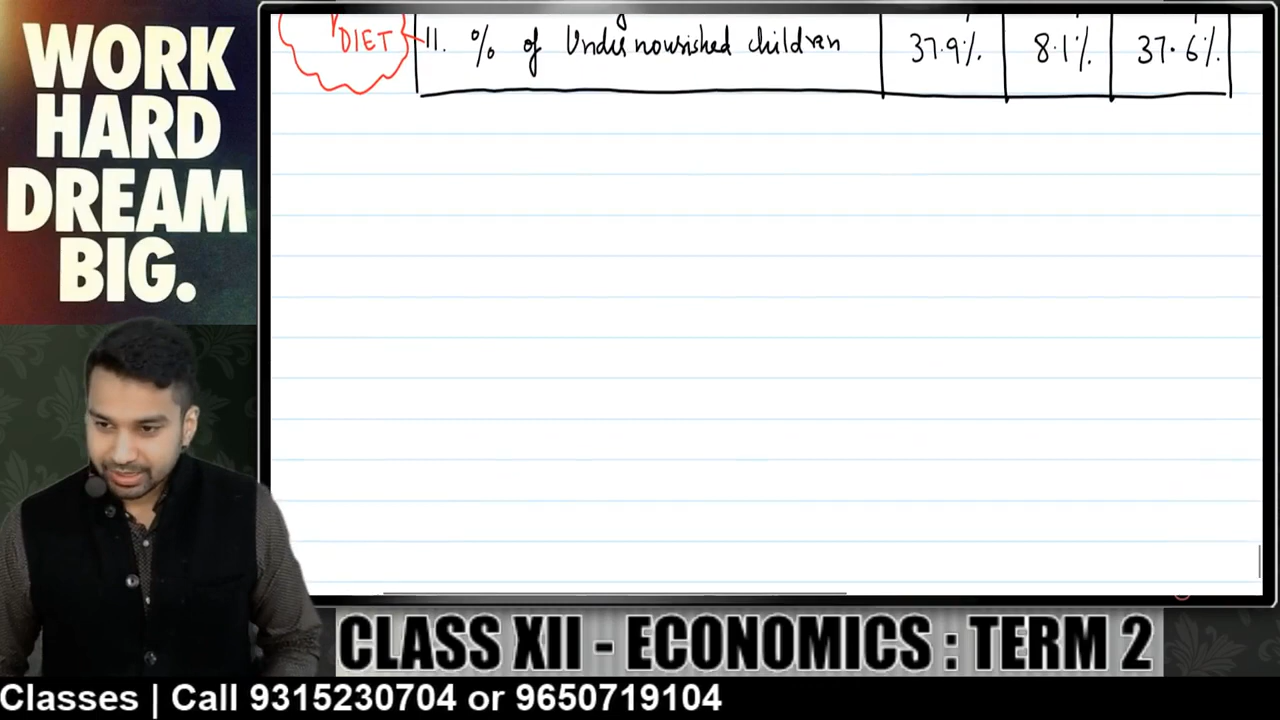 WORK
HARD
DREAM
BIG.
DIET
11. % of Undernourished children 37.9% 8.1% 37.6%
CLASS XII - ECONOMICS : TERM 2
Classes | Call 9315230704 or 9650719104